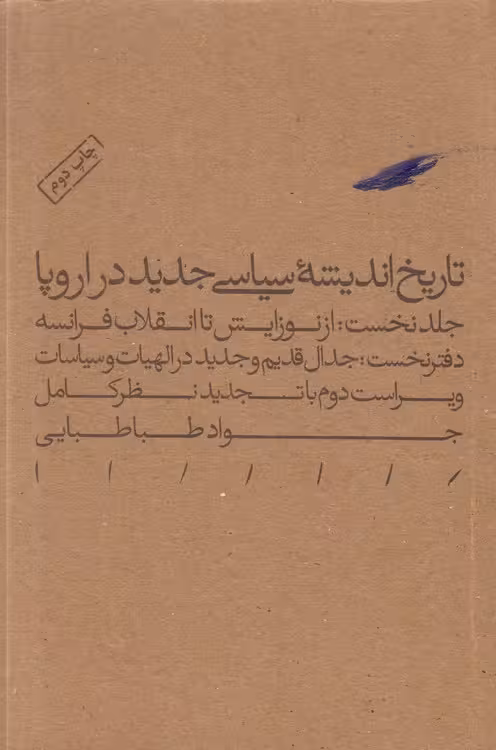 چاپ دوم
تاریخ اندیشهٔ سیاسی جدید در اروپا
جلد نخست: از نوزایش تا انقلاب فرانسه
دفتر نخست: جدال قدیم و جدید در الهیات و سیاسات
ویراست دوم با تجدید نظر کامل
جواد طباطبایی